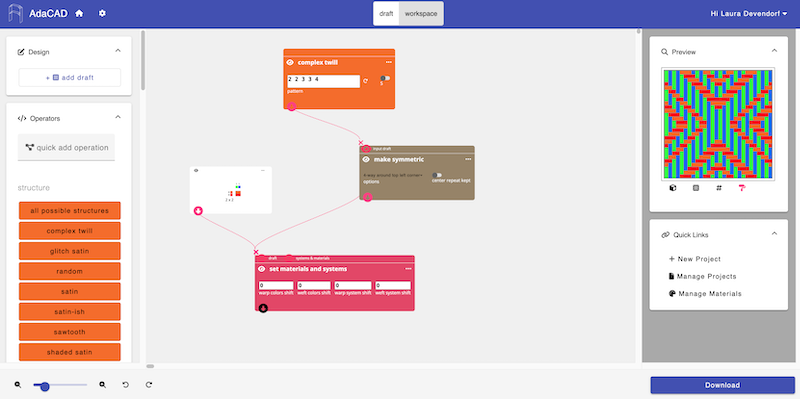 AdaCAD
draft
workspace
Hi Laura Devendorf
Design
+ add draft
Operators
quick add operation
structure
all possible structures
complex twill
glitch satin
random
satin
satin-ish
sawtooth
shaded satin
complex twill
2 2 3 3 4
pattern
S
input draft
make symmetric
4-way around top left corner
options
center repeat kept
2 x 2
draft
systems & materials
set materials and systems
0
0
0
0
warp colors shift
weft colors shift
warp system shift
weft system shift
Preview
Quick Links
+ New Project
Manage Projects
Manage Materials
Download